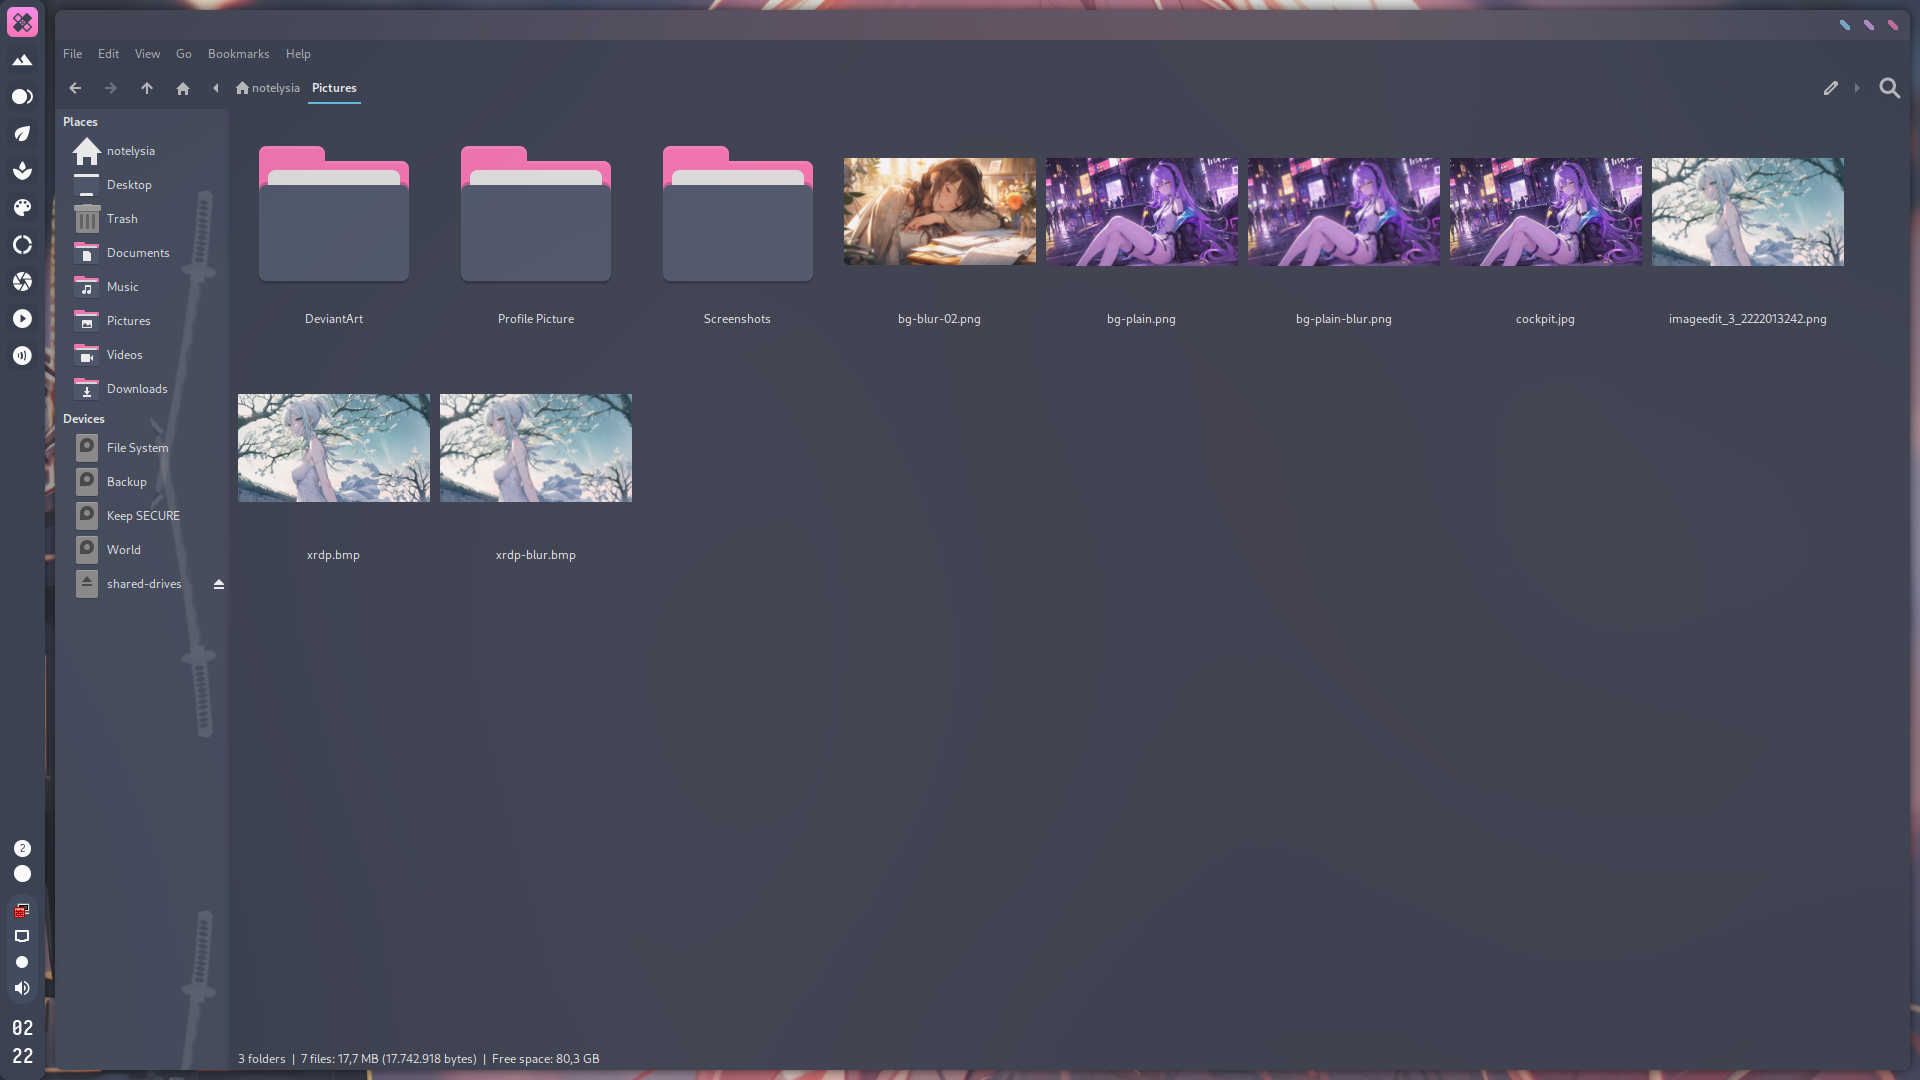 File Edit View Go Bookmarks Help
notelysia Pictures
Places
notelysia
Desktop
Trash
Documents
Music
Pictures
Videos
Downloads
Devices
File System
Backup
Keep SECURE
World
shared-drives
DeviantArt Profile Picture Screenshots bg-blur-02.png bg-plain.png bg-plain-blur.png cockpit.jpg imageedit_3_2222013242.png
xrdp.bmp xrdp-blur.bmp
3 folders | 7 files: 17,7 MB (17.742.918 bytes) | Free space: 80,3 GB
2
02
22